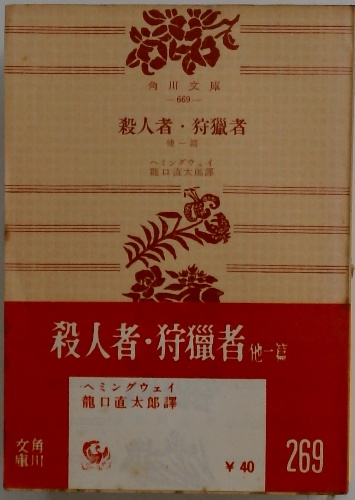 角川文庫
—669—
殺人者・狩獵者
他一篇
ヘミングウェイ
龍口直太郎譯
殺人者・狩獵者 他一篇
ヘミングウェイ
龍口直太郎譯
角川文庫
¥40
269